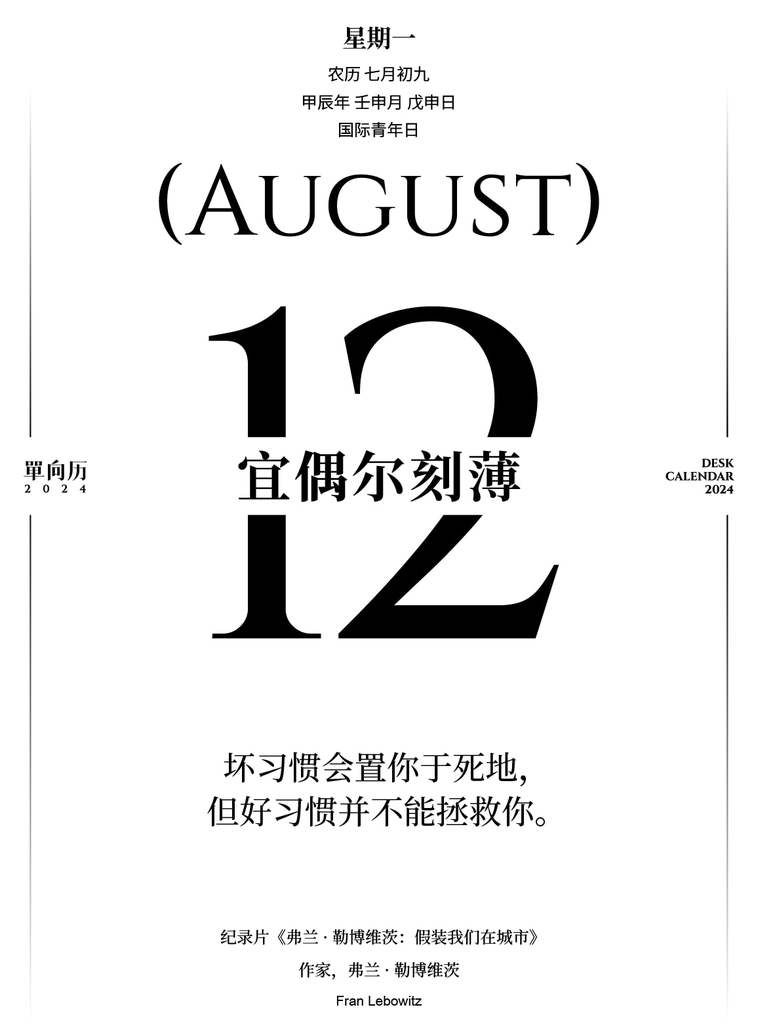 星期一
农历 七月初九
甲辰年 壬申月 戊申日
国际青年日
(AUGUST)
12
宜偶尔刻薄
單向历
2024
DESK
CALENDAR
2024
坏习惯会置你于死地，
但好习惯并不能拯救你。
纪录片《弗兰·勒博维茨：假装我们在城市》
作家，弗兰·勒博维茨
Fran Lebowitz